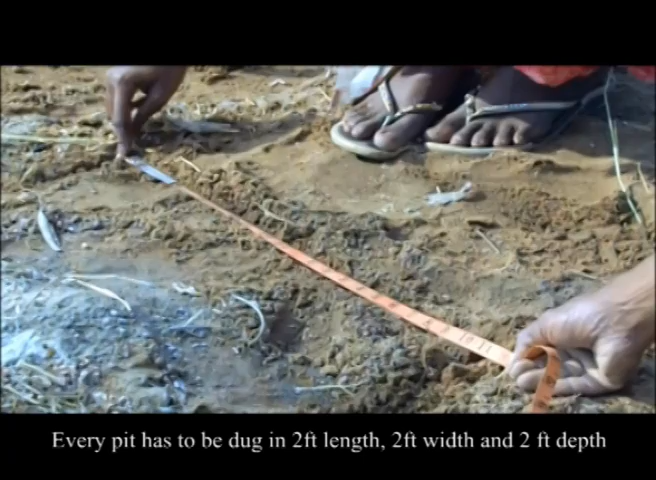 Every pit has to be dug in 2ft length, 2ft width and 2 ft depth